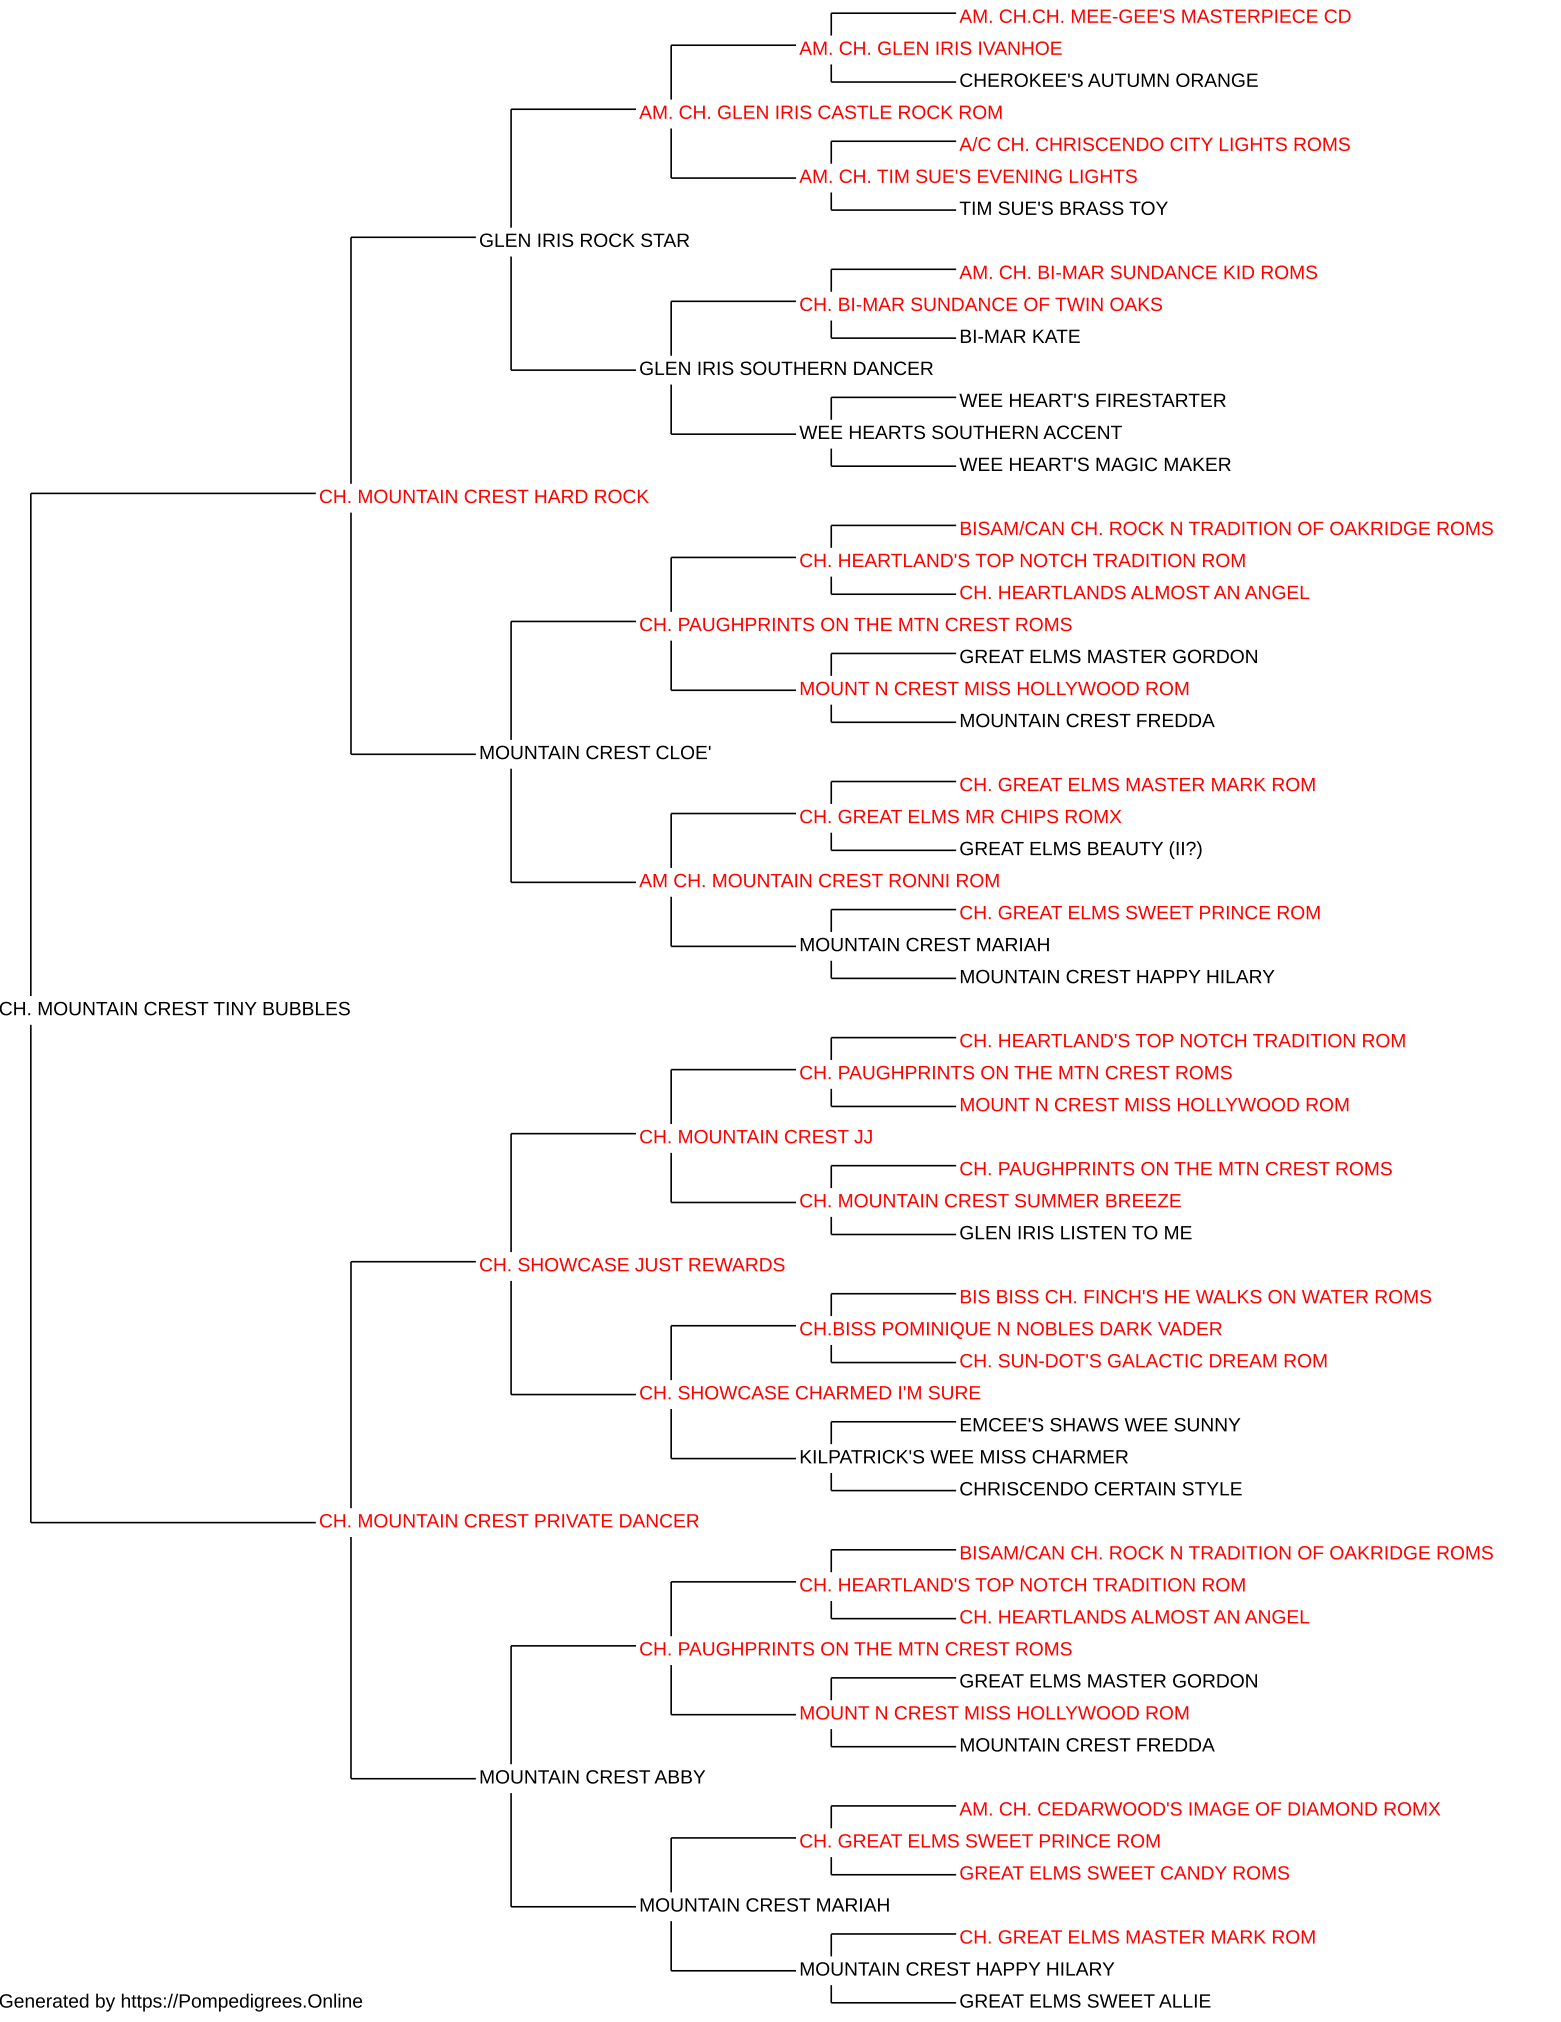 AM. CH.CH. MEE-GEE'S MASTERPIECE CD
AM. CH. GLEN IRIS IVANHOE
CHEROKEE'S AUTUMN ORANGE
AM. CH. GLEN IRIS CASTLE ROCK ROM
A/C CH. CHRISCENDO CITY LIGHTS ROMS
AM. CH. TIM SUE'S EVENING LIGHTS
TIM SUE'S BRASS TOY
GLEN IRIS ROCK STAR
AM. CH. BI-MAR SUNDANCE KID ROMS
CH. BI-MAR SUNDANCE OF TWIN OAKS
BI-MAR KATE
GLEN IRIS SOUTHERN DANCER
WEE HEART'S FIRESTARTER
WEE HEARTS SOUTHERN ACCENT
WEE HEART'S MAGIC MAKER
CH. MOUNTAIN CREST HARD ROCK
BISAM/CAN CH. ROCK N TRADITION OF OAKRIDGE ROMS
CH. HEARTLAND'S TOP NOTCH TRADITION ROM
CH. HEARTLANDS ALMOST AN ANGEL
CH. PAUGHPRINTS ON THE MTN CREST ROMS
GREAT ELMS MASTER GORDON
MOUNT N CREST MISS HOLLYWOOD ROM
MOUNTAIN CREST FREDDA
MOUNTAIN CREST CLOE'
CH. GREAT ELMS MASTER MARK ROM
CH. GREAT ELMS MR CHIPS ROMX
GREAT ELMS BEAUTY (II?)
AM CH. MOUNTAIN CREST RONNI ROM
CH. GREAT ELMS SWEET PRINCE ROM
MOUNTAIN CREST MARIAH
MOUNTAIN CREST HAPPY HILARY
CH. MOUNTAIN CREST TINY BUBBLES
CH. HEARTLAND'S TOP NOTCH TRADITION ROM
CH. PAUGHPRINTS ON THE MTN CREST ROMS
MOUNT N CREST MISS HOLLYWOOD ROM
CH. MOUNTAIN CREST JJ
CH. PAUGHPRINTS ON THE MTN CREST ROMS
CH. MOUNTAIN CREST SUMMER BREEZE
GLEN IRIS LISTEN TO ME
CH. SHOWCASE JUST REWARDS
BIS BISS CH. FINCH'S HE WALKS ON WATER ROMS
CH.BISS POMINIQUE N NOBLES DARK VADER
CH. SUN-DOT'S GALACTIC DREAM ROM
CH. SHOWCASE CHARMED I'M SURE
EMCEE'S SHAWS WEE SUNNY
KILPATRICK'S WEE MISS CHARMER
CHRISCENDO CERTAIN STYLE
CH. MOUNTAIN CREST PRIVATE DANCER
BISAM/CAN CH. ROCK N TRADITION OF OAKRIDGE ROMS
CH. HEARTLAND'S TOP NOTCH TRADITION ROM
CH. HEARTLANDS ALMOST AN ANGEL
CH. PAUGHPRINTS ON THE MTN CREST ROMS
GREAT ELMS MASTER GORDON
MOUNT N CREST MISS HOLLYWOOD ROM
MOUNTAIN CREST FREDDA
MOUNTAIN CREST ABBY
AM. CH. CEDARWOOD'S IMAGE OF DIAMOND ROMX
CH. GREAT ELMS SWEET PRINCE ROM
GREAT ELMS SWEET CANDY ROMS
MOUNTAIN CREST MARIAH
CH. GREAT ELMS MASTER MARK ROM
MOUNTAIN CREST HAPPY HILARY
GREAT ELMS SWEET ALLIE
Generated by https://Pompedigrees.Online